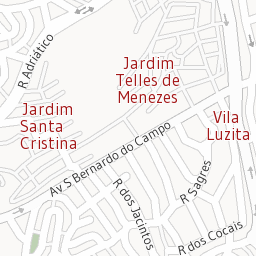 R Adriático
Jardim
Telles de
Menezes
Jardim
Santa
Cristina
Vila
Luzita
Av.S Bernardo do Campo
R dos Jacintos
R Sagres
R dos Cocais